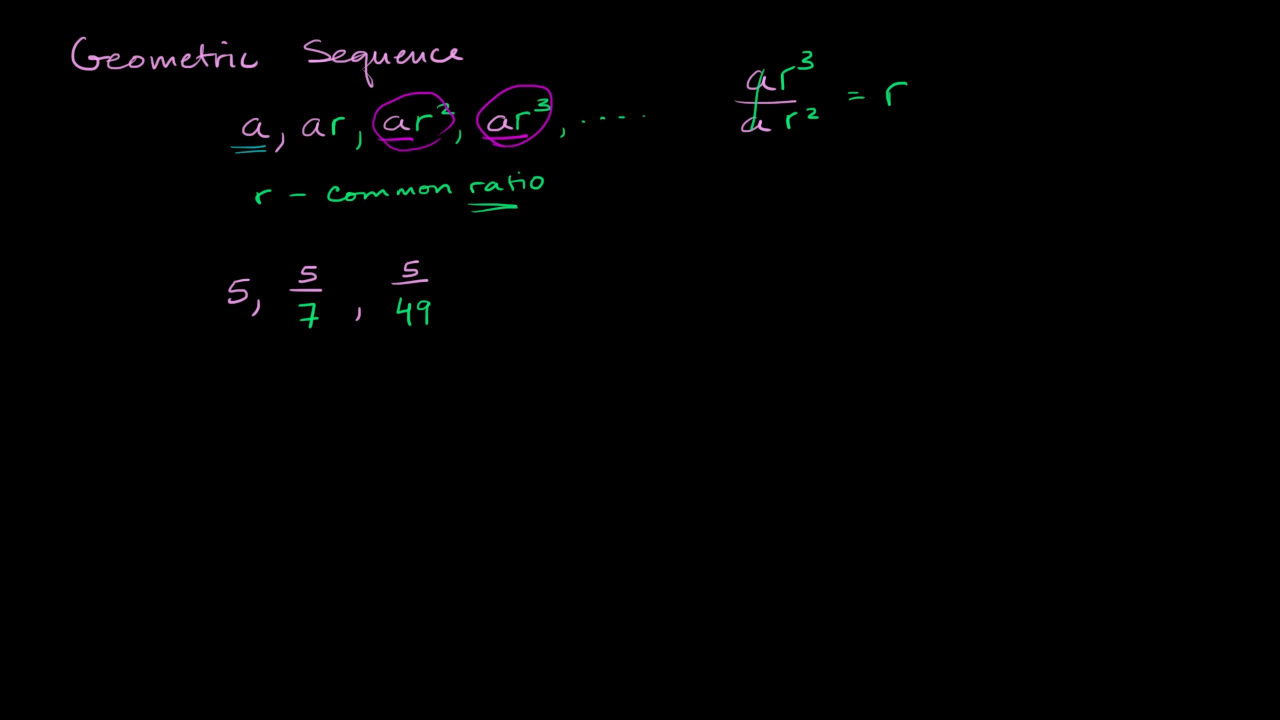 Geometric Sequence
a, ar, ar², ar³, ....
ar³/ar² = r
r - common ratio
5, 5/7, 5/49